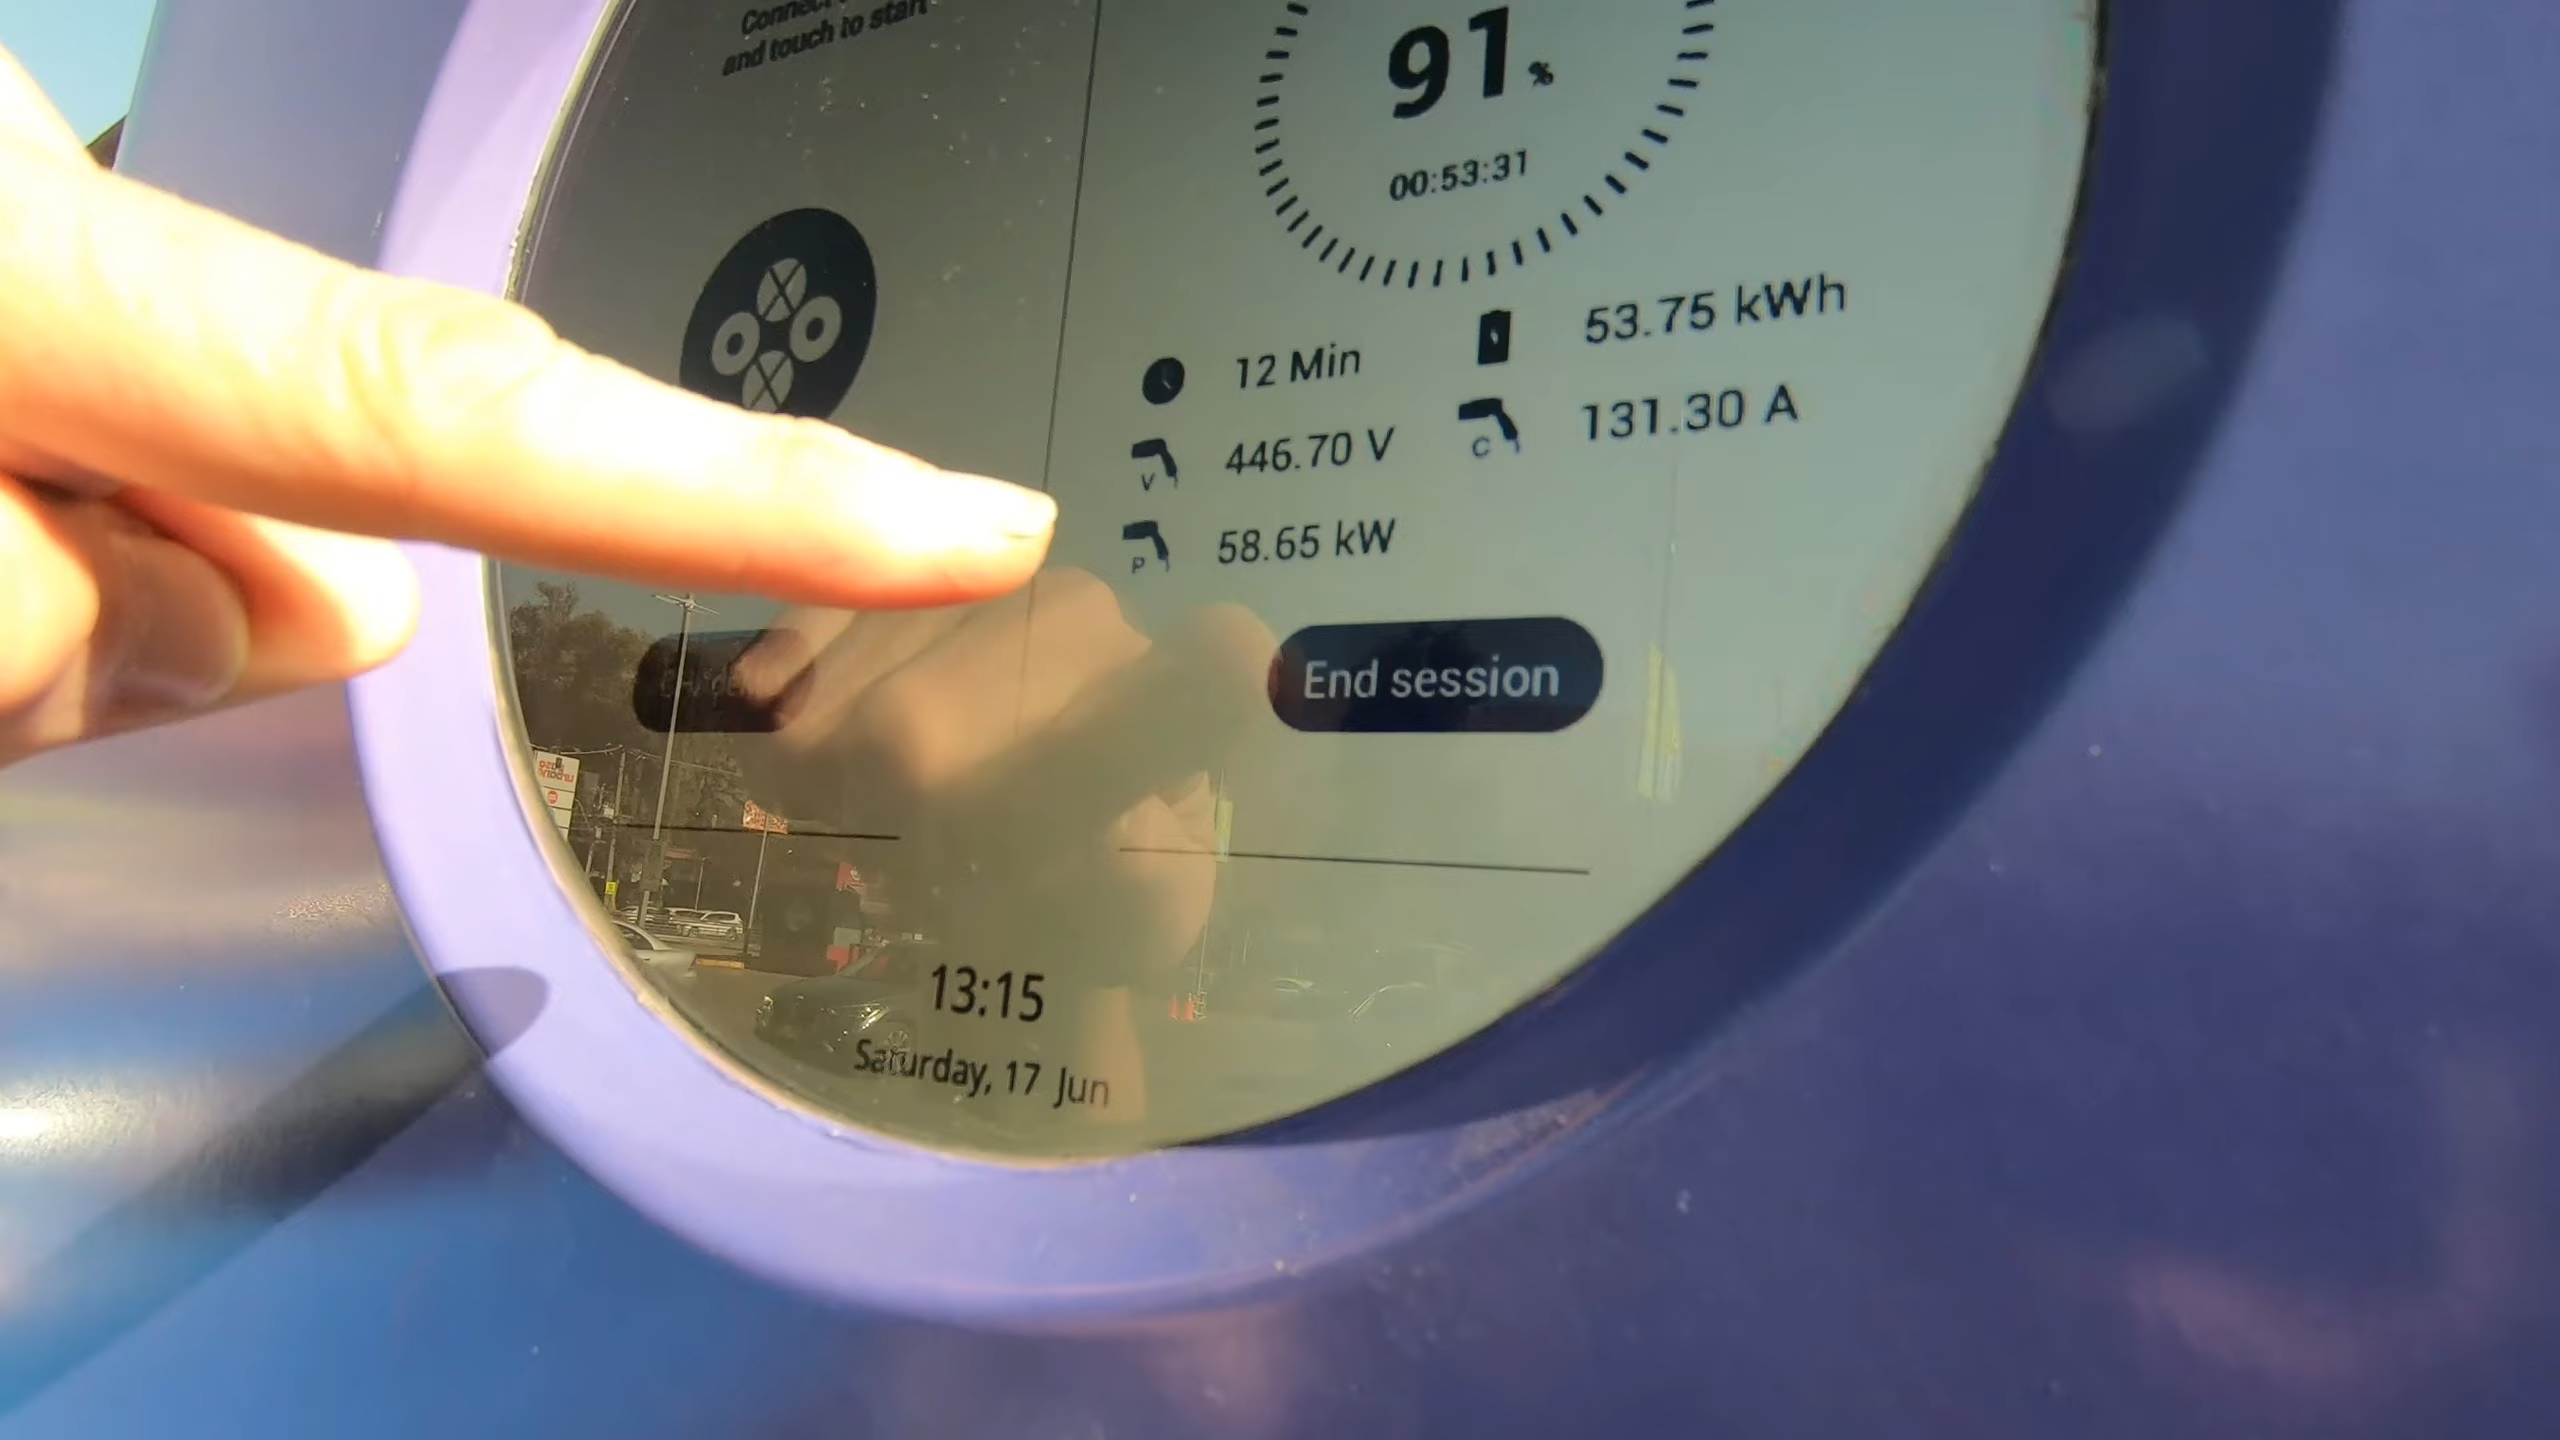 Connect
and touch to start
91 %
00:53:31
12 Min
53.75 kWh
446.70 V
131.30 A
V
C
58.65 kW
P
End session
13:15
Saturday, 17 Jun